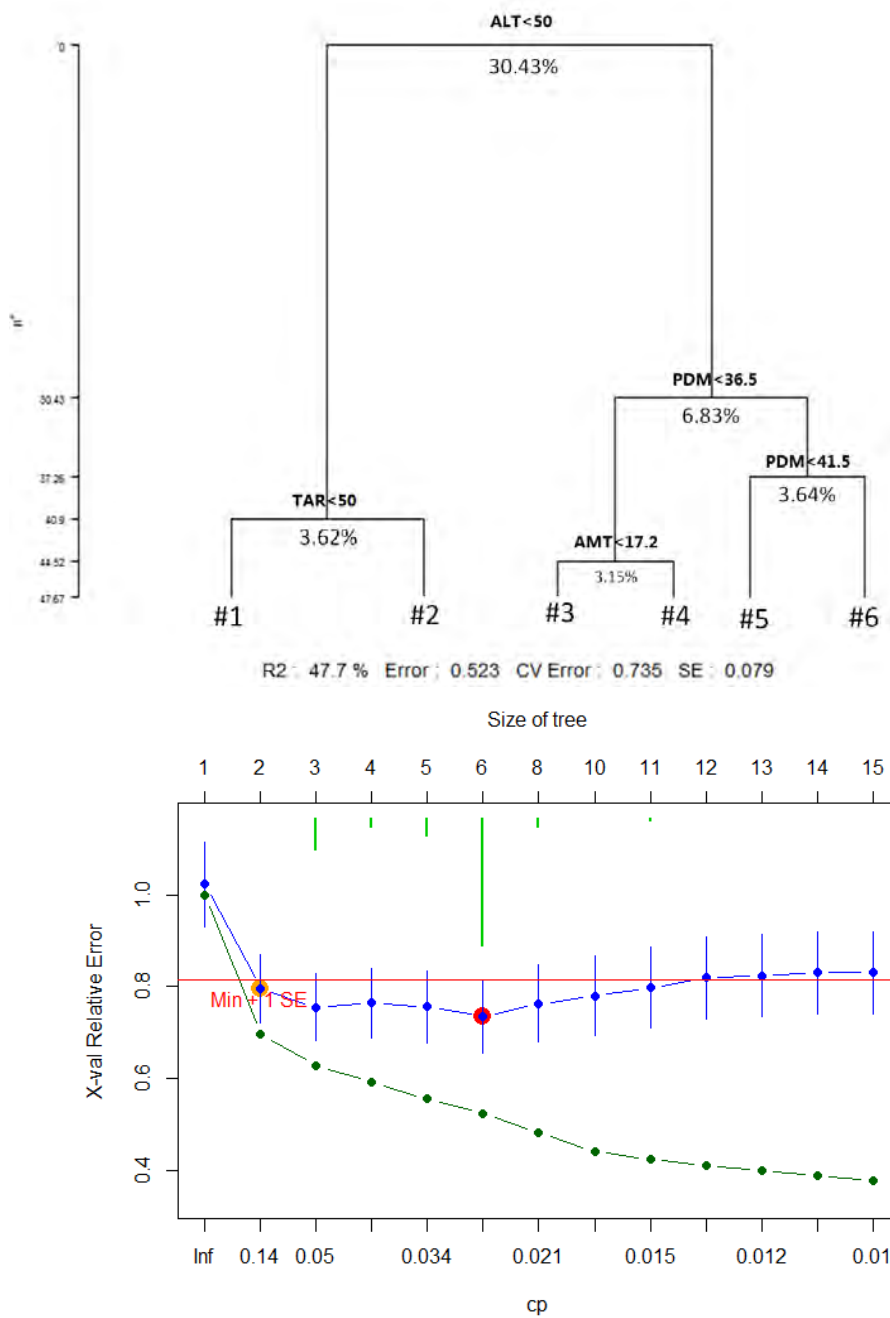 ALT<50
0
30.43%
PDM<36.5
30.43
6.83%
PDM<41.5
37.26
3.64%
TAR<50
40.9
3.62%
AMT<17.2
44.52
3.15%
47.67
#1 #2 #3 #4 #5 #6
R2 : 47.7 % Error : 0.523 CV Error : 0.735 SE : 0.079
Size of tree
1 2 3 4 5 6 8 10 11 12 13 14 15
X-val Relative Error
1.0
0.8
0.6
0.4
Min + 1 SE
Inf 0.14 0.05 0.034 0.021 0.015 0.012 0.01
cp